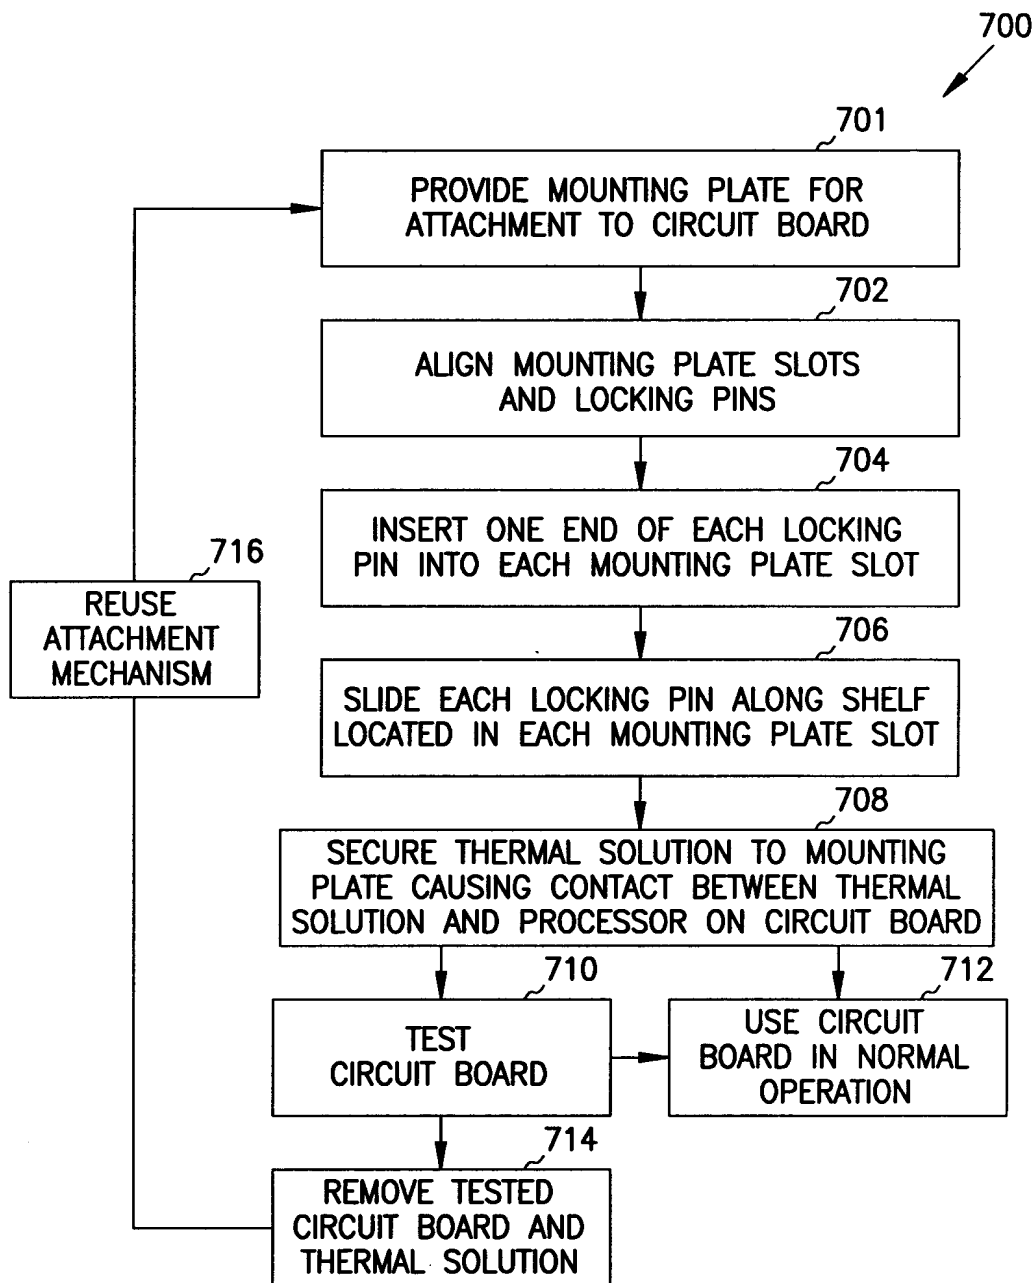 700
701
PROVIDE MOUNTING PLATE FOR
ATTACHMENT TO CIRCUIT BOARD
702
ALIGN MOUNTING PLATE SLOTS
AND LOCKING PINS
704
INSERT ONE END OF EACH LOCKING
PIN INTO EACH MOUNTING PLATE SLOT
716
REUSE
ATTACHMENT
MECHANISM
706
SLIDE EACH LOCKING PIN ALONG SHELF
LOCATED IN EACH MOUNTING PLATE SLOT
708
SECURE THERMAL SOLUTION TO MOUNTING
PLATE CAUSING CONTACT BETWEEN THERMAL
SOLUTION AND PROCESSOR ON CIRCUIT BOARD
710
TEST
CIRCUIT BOARD
712
USE CIRCUIT
BOARD IN NORMAL
OPERATION
714
REMOVE TESTED
CIRCUIT BOARD AND
THERMAL SOLUTION